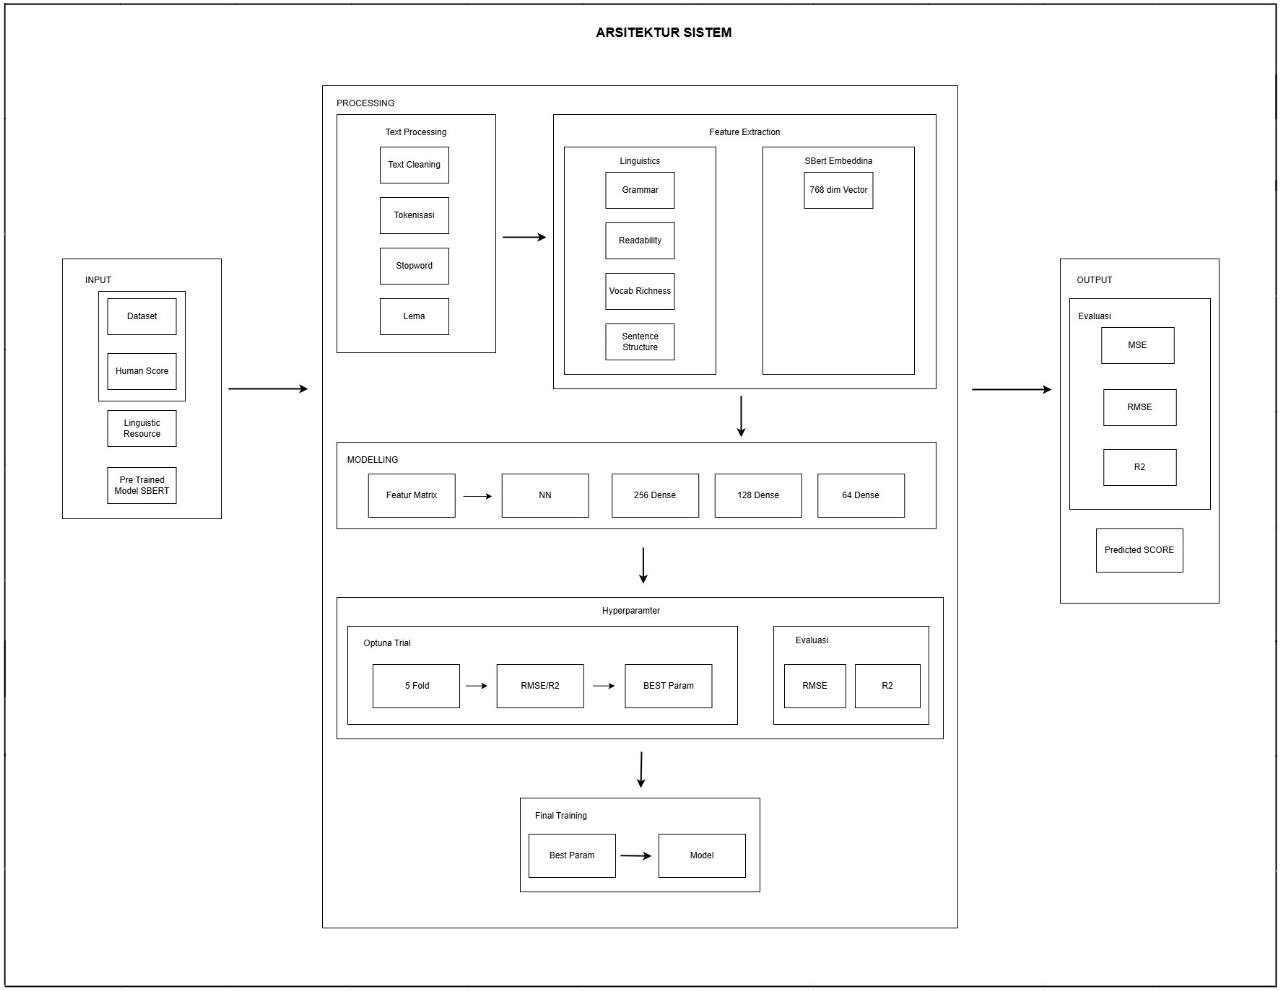 ARSITEKTUR SISTEM
INPUT
Dataset
Human Score
Linguistic
Resource
Pre Trained
Model SBERT
PROCESSING
Text Processing
Text Cleaning
Tokenisasi
Stopword
Lema
Feature Extraction
Linguistics
Grammar
Readability
Vocab Richness
Sentence
Structure
SBert Embeddina
768 dim Vector
MODELLING
Featur Matrix
NN
256 Dense
128 Dense
64 Dense
Hyperparamter
Optuna Trial
5 Fold
RMSE/R2
BEST Param
Evaluasi
RMSE
R2
Final Training
Best Param
Model
OUTPUT
Evaluasi
MSE
RMSE
R2
Predicted SCORE